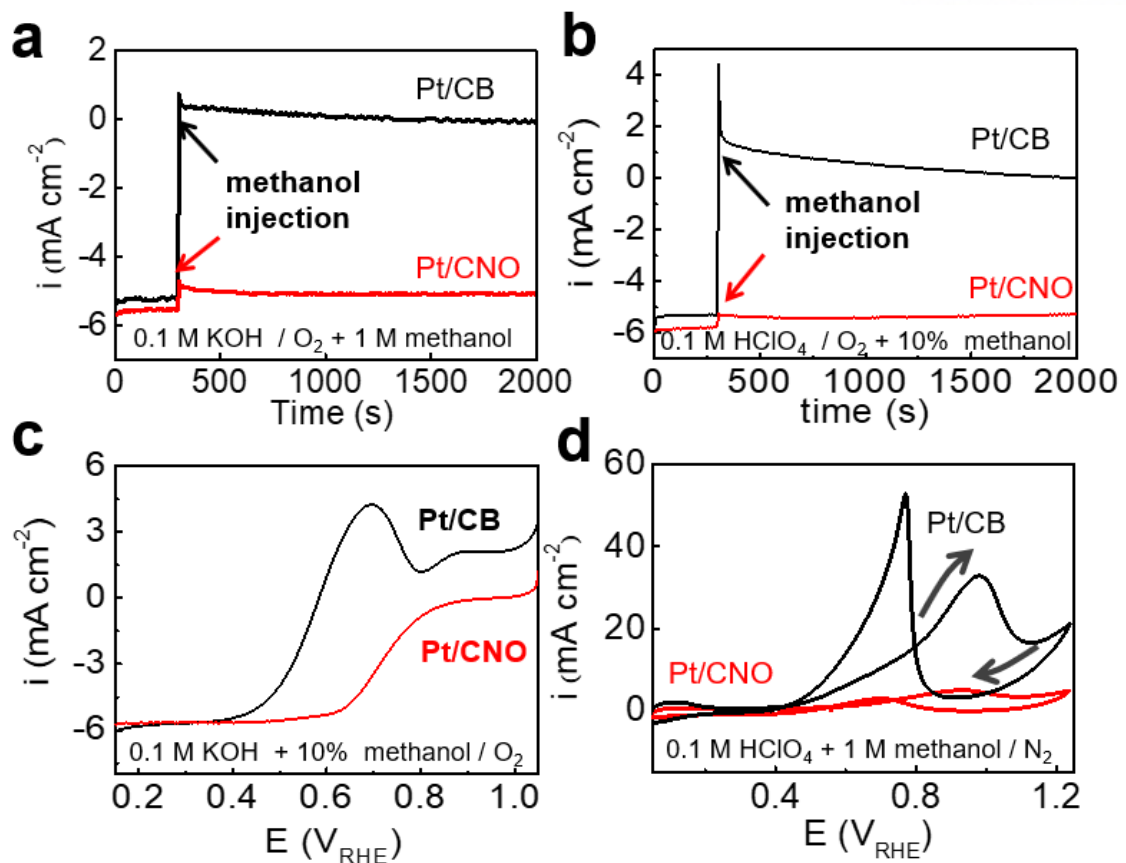 a
2
0
-2
-4
-6
i (mA cm-2)
Pt/CB
methanol
injection
Pt/CNO
0.1 M KOH / O2 + 1 M methanol
0 500 1000 1500 2000
Time (s)
b
4
2
0
-2
-4
-6
i (mA cm-2)
Pt/CB
methanol
injection
Pt/CNO
0.1 M HClO4 / O2 + 10% methanol
0 500 1000 1500 2000
time (s)
c
6
3
0
-3
-6
i (mA cm-2)
Pt/CB
Pt/CNO
0.1 M KOH + 10% methanol / O2
0.2 0.4 0.6 0.8 1.0
E (VRHE)
d
60
40
20
0
i (mA cm-2)
Pt/CB
Pt/CNO
0.1 M HClO4 + 1 M methanol / N2
0.4 0.8 1.2
E (VRHE)